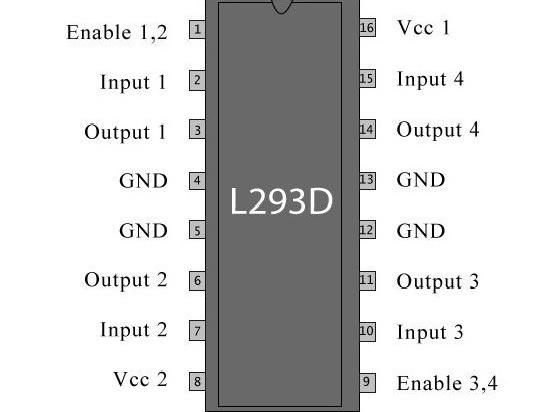 Enable 1,2 1 16 Vcc 1
Input 1 2 15 Input 4
Output 1 3 14 Output 4
GND 4 13 GND
L293D
GND 5 12 GND
Output 2 6 11 Output 3
Input 2 7 10 Input 3
Vcc 2 8 9 Enable 3,4